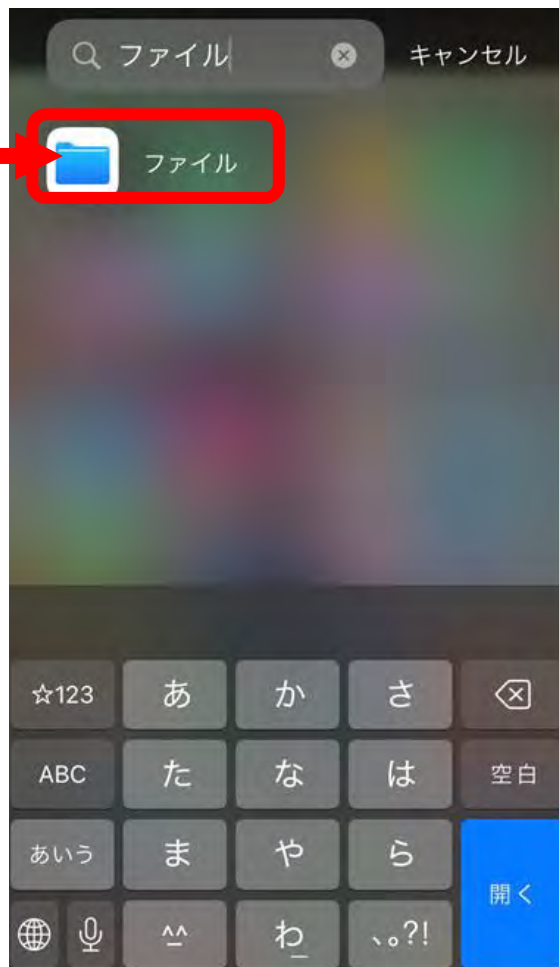 ファイル キャンセル
ファイル
☆123 あ か さ
ABC た な は 空白
あいう ま や ら 開く
^^ わ_ 、。?!